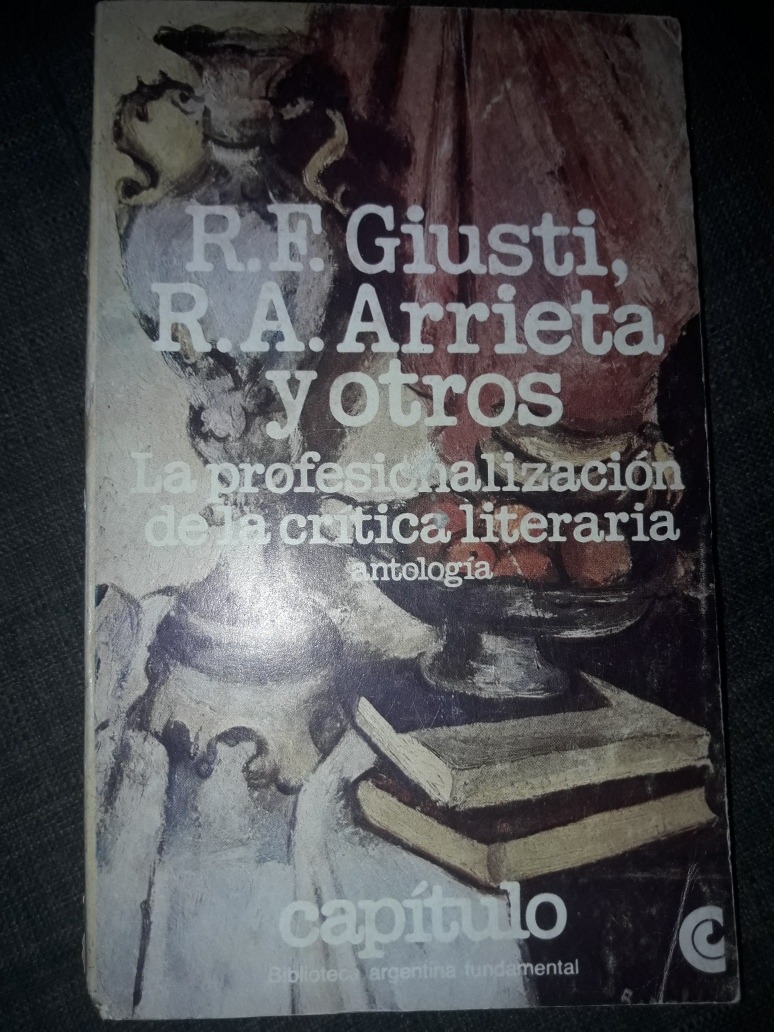 R.F. Giusti,
R.A. Arrieta
y otros
La profesionalización
de la crítica literaria
antología
capítulo
Biblioteca argentina fundamental